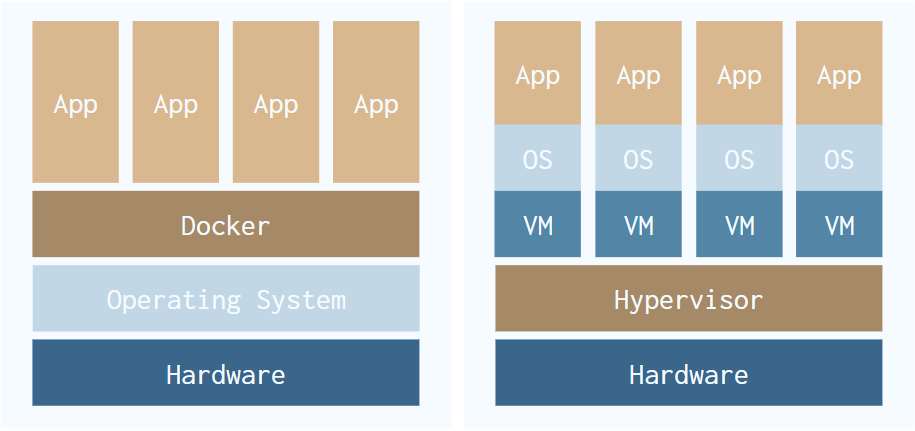 App App App App
Docker
Operating System
Hardware
App App App App
OS OS OS OS
VM VM VM VM
Hypervisor
Hardware